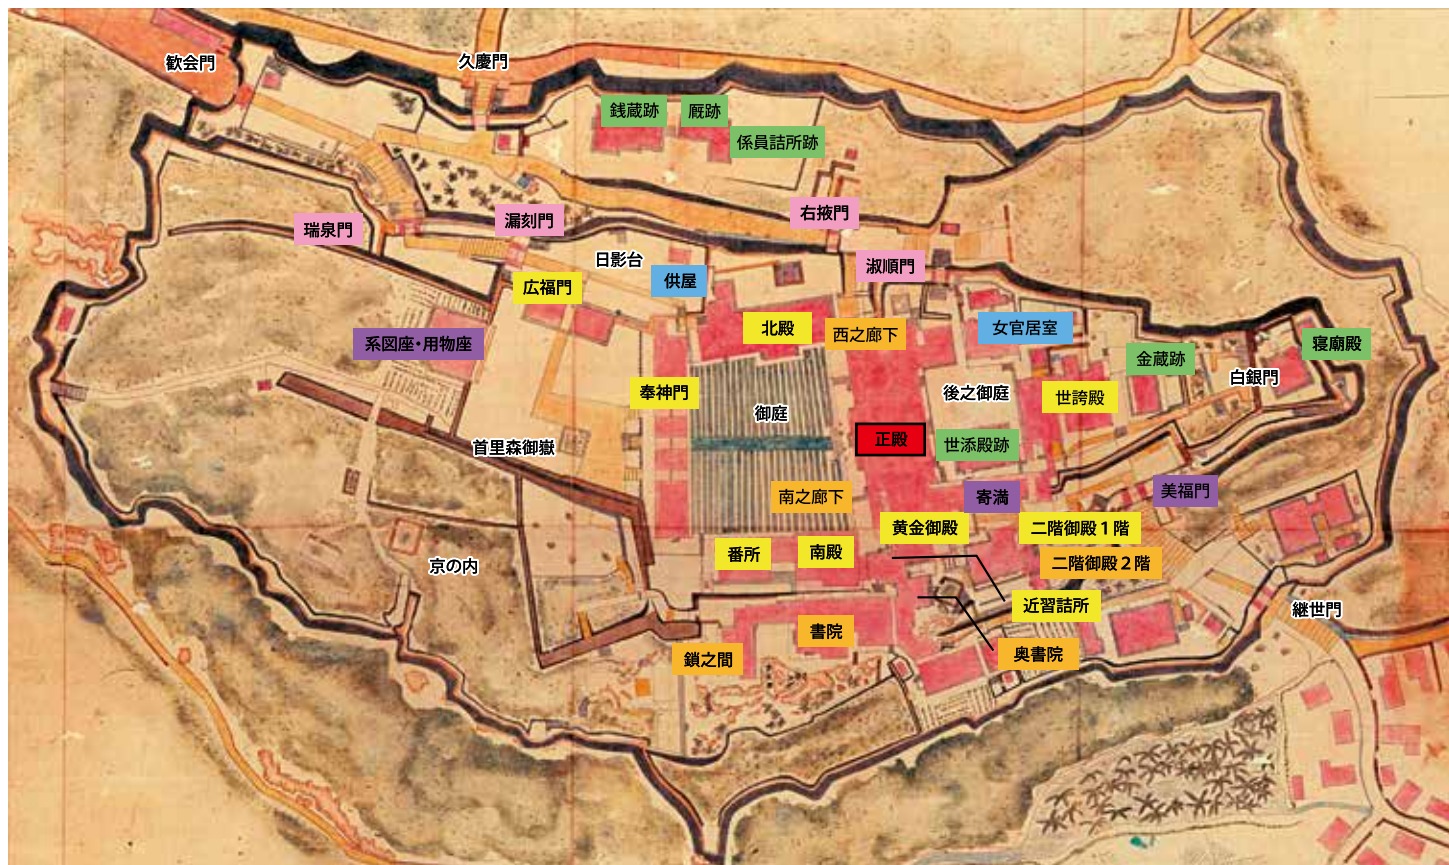 歓会門
久慶門
銭蔵跡
厩跡
係員詰所跡
瑞泉門
漏刻門
右掖門
日影台
供屋
淑順門
広福門
系図座・用物座
北殿
西之廊下
女官居室
金蔵跡
寝廟殿
白銀門
奉神門
御庭
後之御庭
世誇殿
首里森御嶽
正殿
世添殿跡
南之廊下
寄満
美福門
京の内
番所
南殿
黄金御殿
二階御殿1階
二階御殿2階
近習詰所
継世門
鎖之間
書院
奥書院